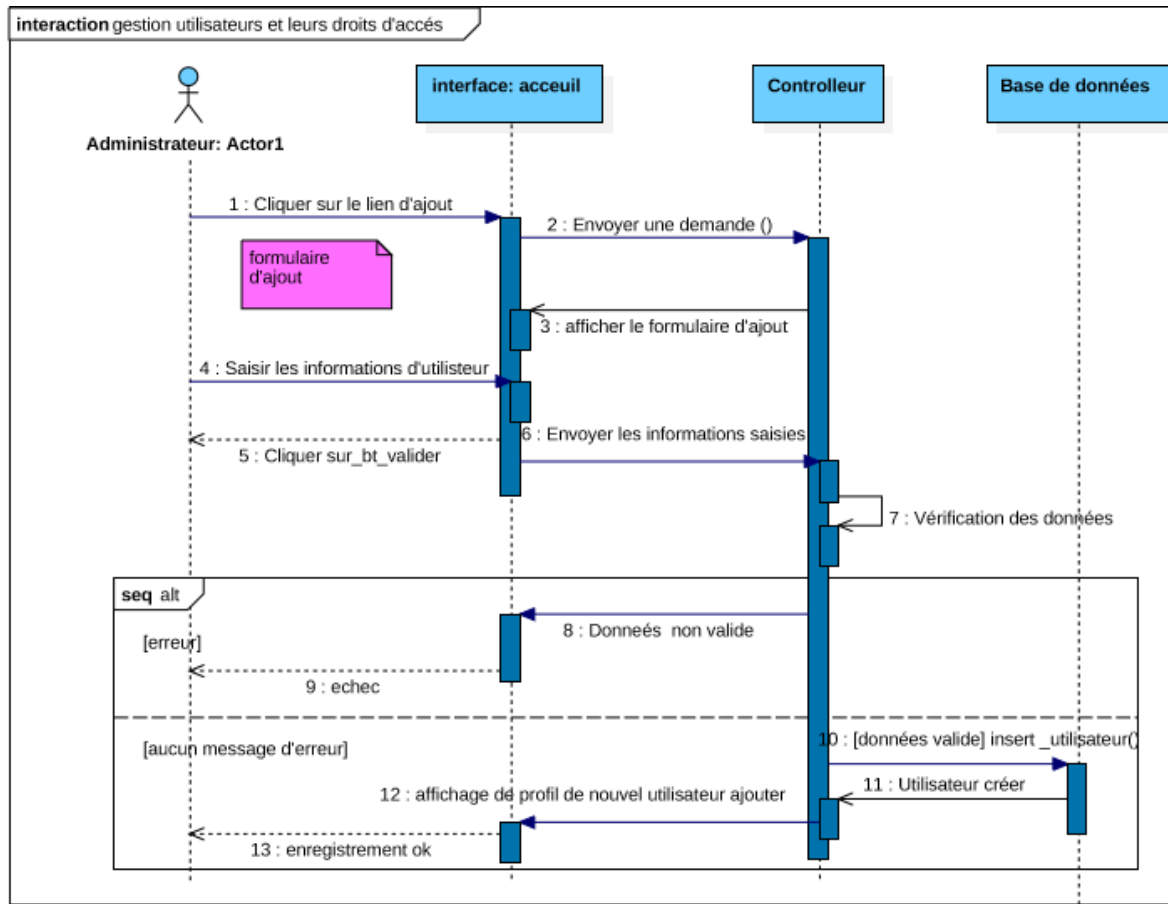 interaction gestion utilisateurs et leurs droits d'accés
interface: acceuil
Controlleur
Base de données
Administrateur: Actor1
1 : Cliquer sur le lien d'ajout
2 : Envoyer une demande ()
formulaire
d'ajout
3 : afficher le formulaire d'ajout
4 : Saisir les informations d'utilisteur
6 : Envoyer les informations saisies
5 : Cliquer sur_bt_valider
7 : Vérification des données
seq alt
8 : Donneés non valide
[erreur]
9 : echec
10 : [données valide] insert _utilisateur()
[aucun message d'erreur]
11 : Utilisateur créer
12 : affichage de profil de nouvel utilisateur ajouter
13 : enregistrement ok